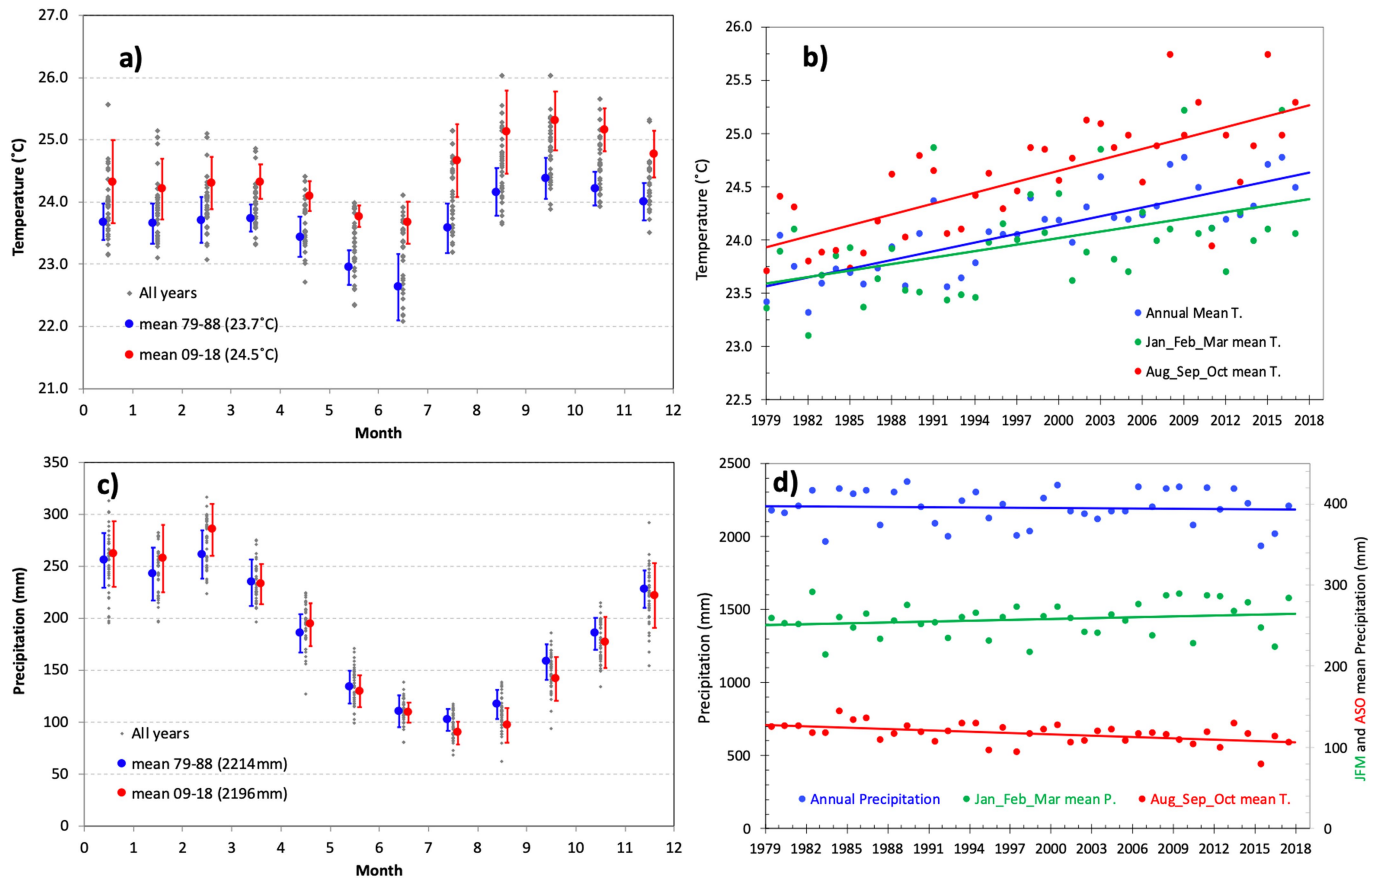 a)
27.0
26.0
25.0
24.0
23.0
22.0
21.0
Temperature (˚C)
All years
mean 79-88 (23.7˚C)
mean 09-18 (24.5˚C)
0 1 2 3 4 5 6 7 8 9 10 11 12
Month
b)
26.0
25.5
25.0
24.5
24.0
23.5
23.0
22.5
Temperature (˚C)
Annual Mean T.
Jan_Feb_Mar mean T.
Aug_Sep_Oct mean T.
1979 1982 1985 1988 1991 1994 1997 2000 2003 2006 2009 2012 2015 2018
c)
350
300
250
200
150
100
50
0
Precipitation (mm)
All years
mean 79-88 (2214mm)
mean 09-18 (2196mm)
0 1 2 3 4 5 6 7 8 9 10 11 12
Month
d)
2500
2000
1500
1000
500
0
Precipitation (mm)
400
300
200
100
0
JFM and ASO mean Precipitation (mm)
Annual Precipitation Jan_Feb_Mar mean P. Aug_Sep_Oct mean T.
1979 1982 1985 1988 1991 1994 1997 2000 2003 2006 2009 2012 2015 2018